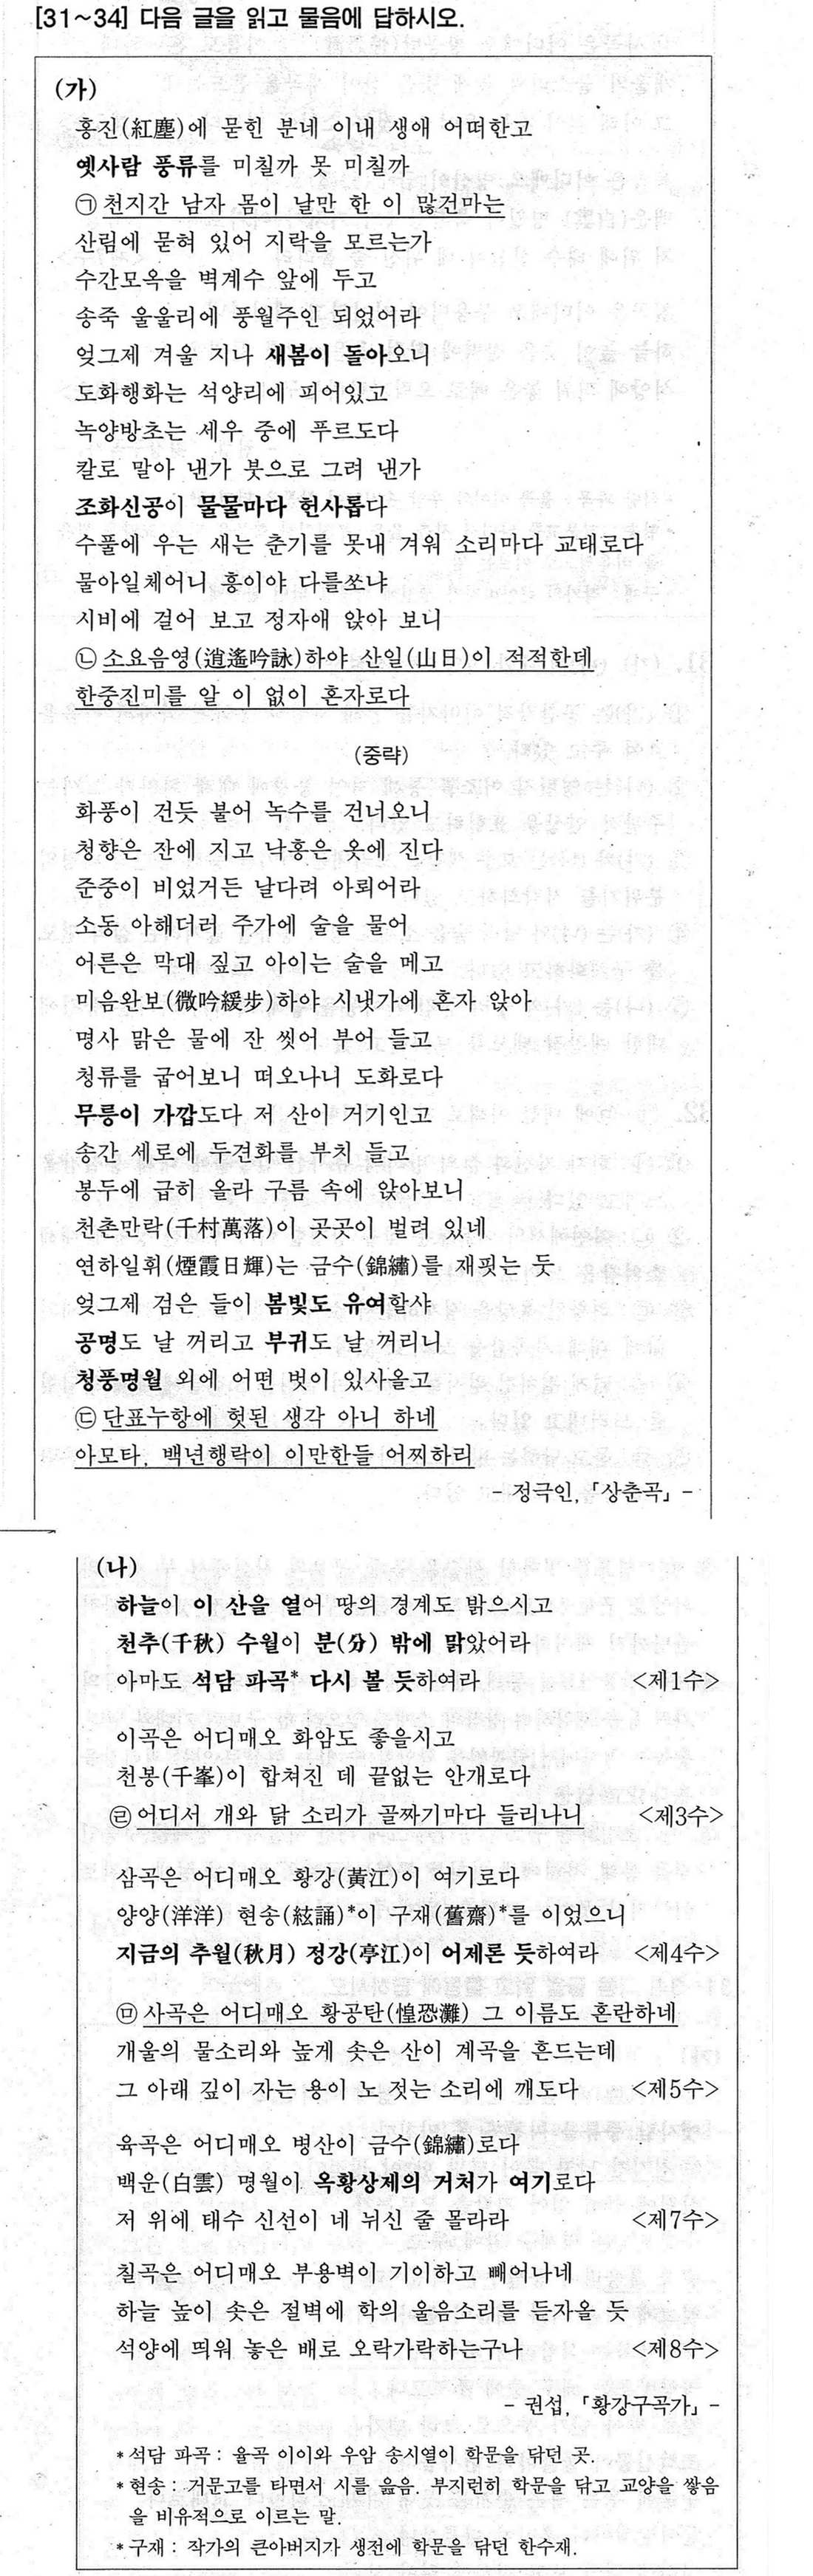 [31~34] 다음 글을 읽고 물음에 답하시오.
(가)
홍진(紅塵)에 묻힌 분네 이내 생애 어떠한고
옛사람 풍류를 미칠까 못 미칠까
㉠ 천지간 남자 몸이 날만 한 이 많건마는
산림에 묻혀 있어 지락을 모르는가
수간모옥을 벽계수 앞에 두고
송죽 울울리에 풍월주인 되었어라
엊그제 겨울 지나 새봄이 돌아오니
도화행화는 석양리에 피어있고
녹양방초는 세우 중에 푸르도다
칼로 말아 낸가 붓으로 그려 낸가
조화신공이 물물마다 헌사롭다
수풀에 우는 새는 춘기를 못내 겨워 소리마다 교태로다
물아일체어니 흥이야 다를쏘냐
시비에 걸어 보고 정자애 앉아 보니
㉡ 소요음영(逍遙吟詠)하야 산일(山日)이 적적한데
한중진미를 알 이 없이 혼자로다
(중략)
화풍이 건듯 불어 녹수를 건너오니
청향은 잔에 지고 낙홍은 옷에 진다
준중이 비었거든 날다려 아뢰어라
소동 아해더러 주가에 술을 물어
어른은 막대 짚고 아이는 술을 메고
미음완보(微吟緩步)하야 시냇가에 혼자 앉아
명사 맑은 물에 잔 씻어 부어 들고
청류를 굽어보니 떠오나니 도화로다
무릉이 가깝도다 저 산이 거기인고
송간 세로에 두견화를 부치 들고
봉두에 급히 올라 구름 속에 앉아보니
천촌만락(千村萬落)이 곳곳이 벌려 있네
연하일휘(煙霞日輝)는 금수(錦繡)를 재핏는 듯
엊그제 검은 들이 봄빛도 유여할샤
공명도 날 꺼리고 부귀도 날 꺼리니
청풍명월 외에 어떤 벗이 있사올고
㉢ 단표누항에 헛된 생각 아니 하네
아모타, 백년행락이 이만한들 어찌하리
- 정극인, 「상춘곡」 -
(나)
하늘이 이 산을 열어 땅의 경계도 밝으시고
천추(千秋) 수월이 분(分) 밖에 맑았어라
아마도 석담 파곡* 다시 볼 듯하여라 <제1수>
이곡은 어디매오 화암도 좋을시고
천봉(千峯)이 합쳐진 데 끝없는 안개로다
㉣ 어디서 개와 닭 소리가 골짜기마다 들리나니 <제3수>
삼곡은 어디매오 황강(黃江)이 여기로다
양양(洋洋) 현송(絃誦)*이 구재(舊齋)*를 이었으니
지금의 추월(秋月) 정강(亭江)이 어제론 듯하여라 <제4수>
㉤ 사곡은 어디매오 황공탄(惶恐灘) 그 이름도 혼란하네
개울의 물소리와 높게 솟은 산이 계곡을 흔드는데
그 아래 깊이 자는 용이 노 젓는 소리에 깨도다 <제5수>
육곡은 어디매오 병산이 금수(錦繡)로다
백운(白雲) 명월이 옥황상제의 거처가 여기로다
저 위에 태수 신선이 네 뉘신 줄 몰라라 <제7수>
칠곡은 어디매오 부용벽이 기이하고 빼어나네
하늘 높이 솟은 절벽에 학의 울음소리를 듣자올 듯
석양에 띄워 놓은 배로 오락가락하는구나 <제8수>
- 권섭, 「황강구곡가」 -
* 석담 파곡 : 율곡 이이와 우암 송시열이 학문을 닦던 곳.
* 현송 : 거문고를 타면서 시를 읊음. 부지런히 학문을 닦고 교양을 쌓음
을 비유적으로 이르는 말.
* 구재 : 작가의 큰아버지가 생전에 학문을 닦던 한수재.